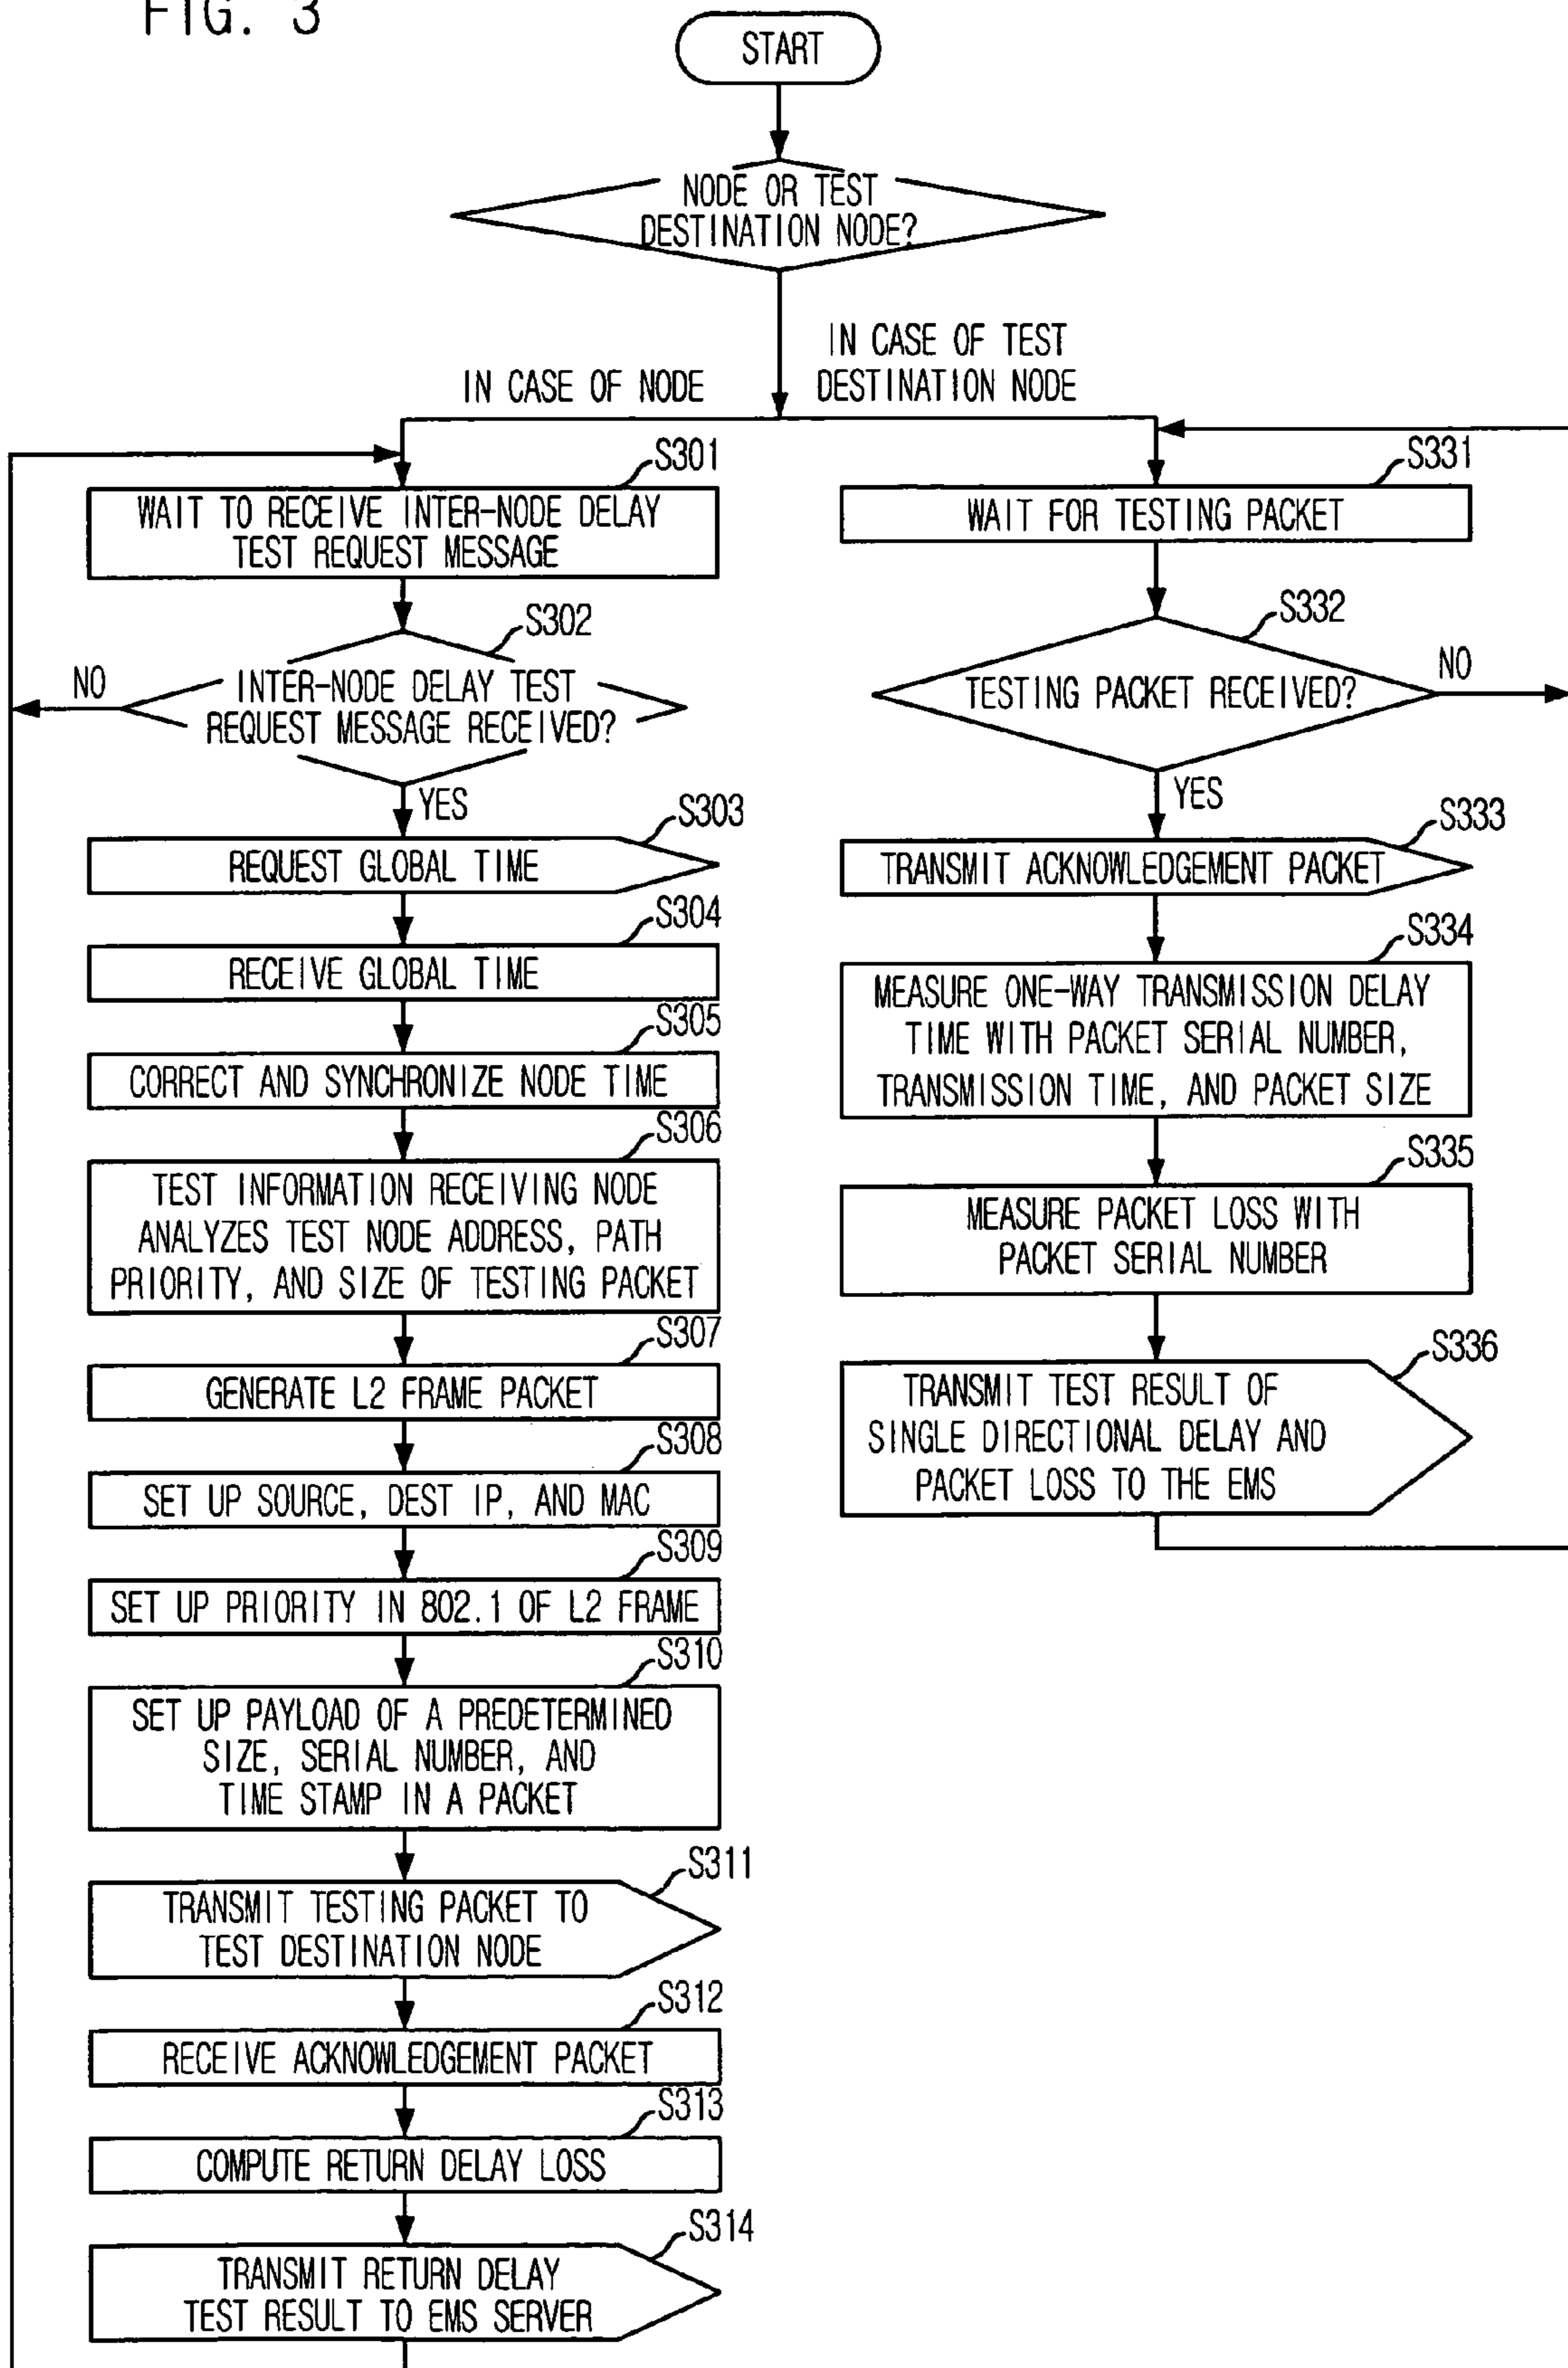 FIG. 3
START
NODE OR TEST
DESTINATION NODE?
IN CASE OF NODE
IN CASE OF TEST
DESTINATION NODE
S301
WAIT TO RECEIVE INTER-NODE DELAY
TEST REQUEST MESSAGE
S302
INTER-NODE DELAY TEST
REQUEST MESSAGE RECEIVED?
NO
YES
S303
REQUEST GLOBAL TIME
S304
RECEIVE GLOBAL TIME
S305
CORRECT AND SYNCHRONIZE NODE TIME
S306
TEST INFORMATION RECEIVING NODE
ANALYZES TEST NODE ADDRESS, PATH
PRIORITY, AND SIZE OF TESTING PACKET
S307
GENERATE L2 FRAME PACKET
S308
SET UP SOURCE, DEST IP, AND MAC
S309
SET UP PRIORITY IN 802.1 OF L2 FRAME
S310
SET UP PAYLOAD OF A PREDETERMINED
SIZE, SERIAL NUMBER, AND
TIME STAMP IN A PACKET
S311
TRANSMIT TESTING PACKET TO
TEST DESTINATION NODE
S312
RECEIVE ACKNOWLEDGEMENT PACKET
S313
COMPUTE RETURN DELAY LOSS
S314
TRANSMIT RETURN DELAY
TEST RESULT TO EMS SERVER
S331
WAIT FOR TESTING PACKET
S332
TESTING PACKET RECEIVED?
NO
YES
S333
TRANSMIT ACKNOWLEDGEMENT PACKET
S334
MEASURE ONE-WAY TRANSMISSION DELAY
TIME WITH PACKET SERIAL NUMBER,
TRANSMISSION TIME, AND PACKET SIZE
S335
MEASURE PACKET LOSS WITH
PACKET SERIAL NUMBER
S336
TRANSMIT TEST RESULT OF
SINGLE DIRECTIONAL DELAY AND
PACKET LOSS TO THE EMS